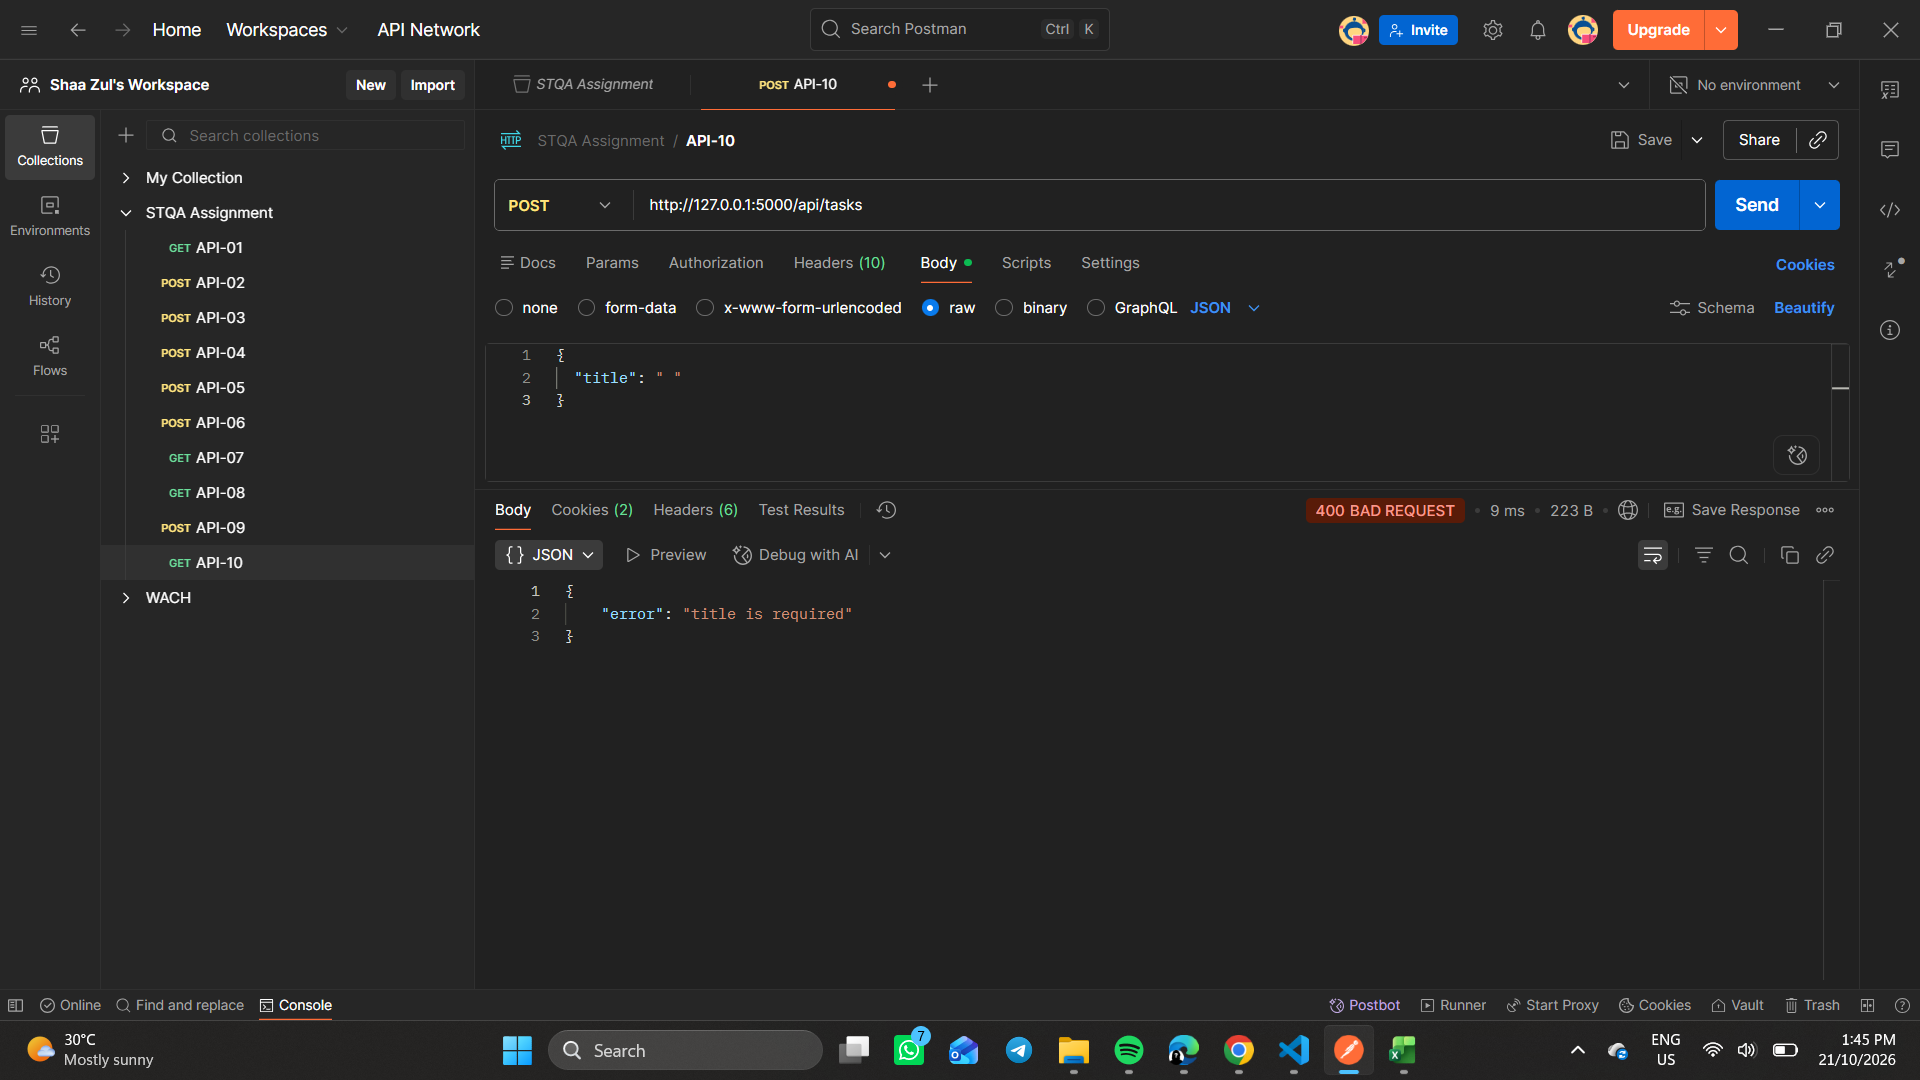 Home
Workspaces
API Network
Search Postman
Ctrl K
Invite
Upgrade
Shaa Zul's Workspace
New
Import
STQA Assignment
POST API-10
No environment
Collections
Environments
History
Flows
Search collections
My Collection
STQA Assignment
GET API-01
POST API-02
POST API-03
POST API-04
POST API-05
POST API-06
GET API-07
GET API-08
POST API-09
GET API-10
WACH
HTTP
STQA Assignment / API-10
Save
Share
POST
http://127.0.0.1:5000/api/tasks
Send
Docs
Params
Authorization
Headers (10)
Body
Scripts
Settings
Cookies
none
form-data
x-www-form-urlencoded
raw
binary
GraphQL
JSON
Schema
Beautify
1 {
2 "title": " "
3 }
Body
Cookies (2)
Headers (6)
Test Results
400 BAD REQUEST
9 ms
223 B
e.g.
Save Response
{} JSON
Preview
Debug with AI
1 {
2 "error": "title is required"
3 }
Online
Find and replace
Console
Postbot
Runner
Start Proxy
Cookies
Vault
Trash
30°C
Mostly sunny
Search
7
ENG
US
1:45 PM
21/10/2026